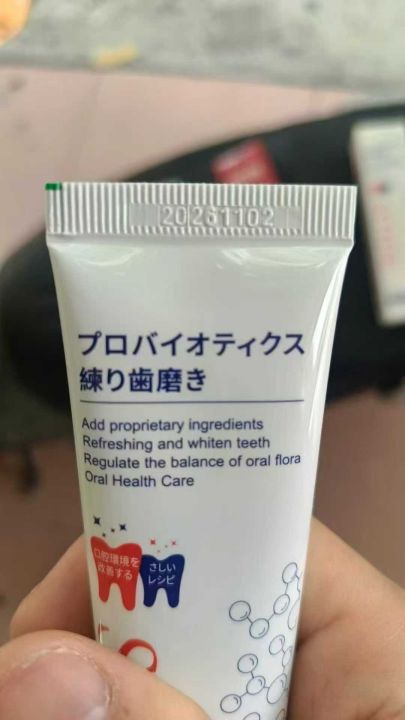 20261102
プロバイオティクス
練り歯磨き
Add proprietary ingredients
Refreshing and whiten teeth
Regulate the balance of oral flora
Oral Health Care
口腔環境を
改善する
さしい
レシピ